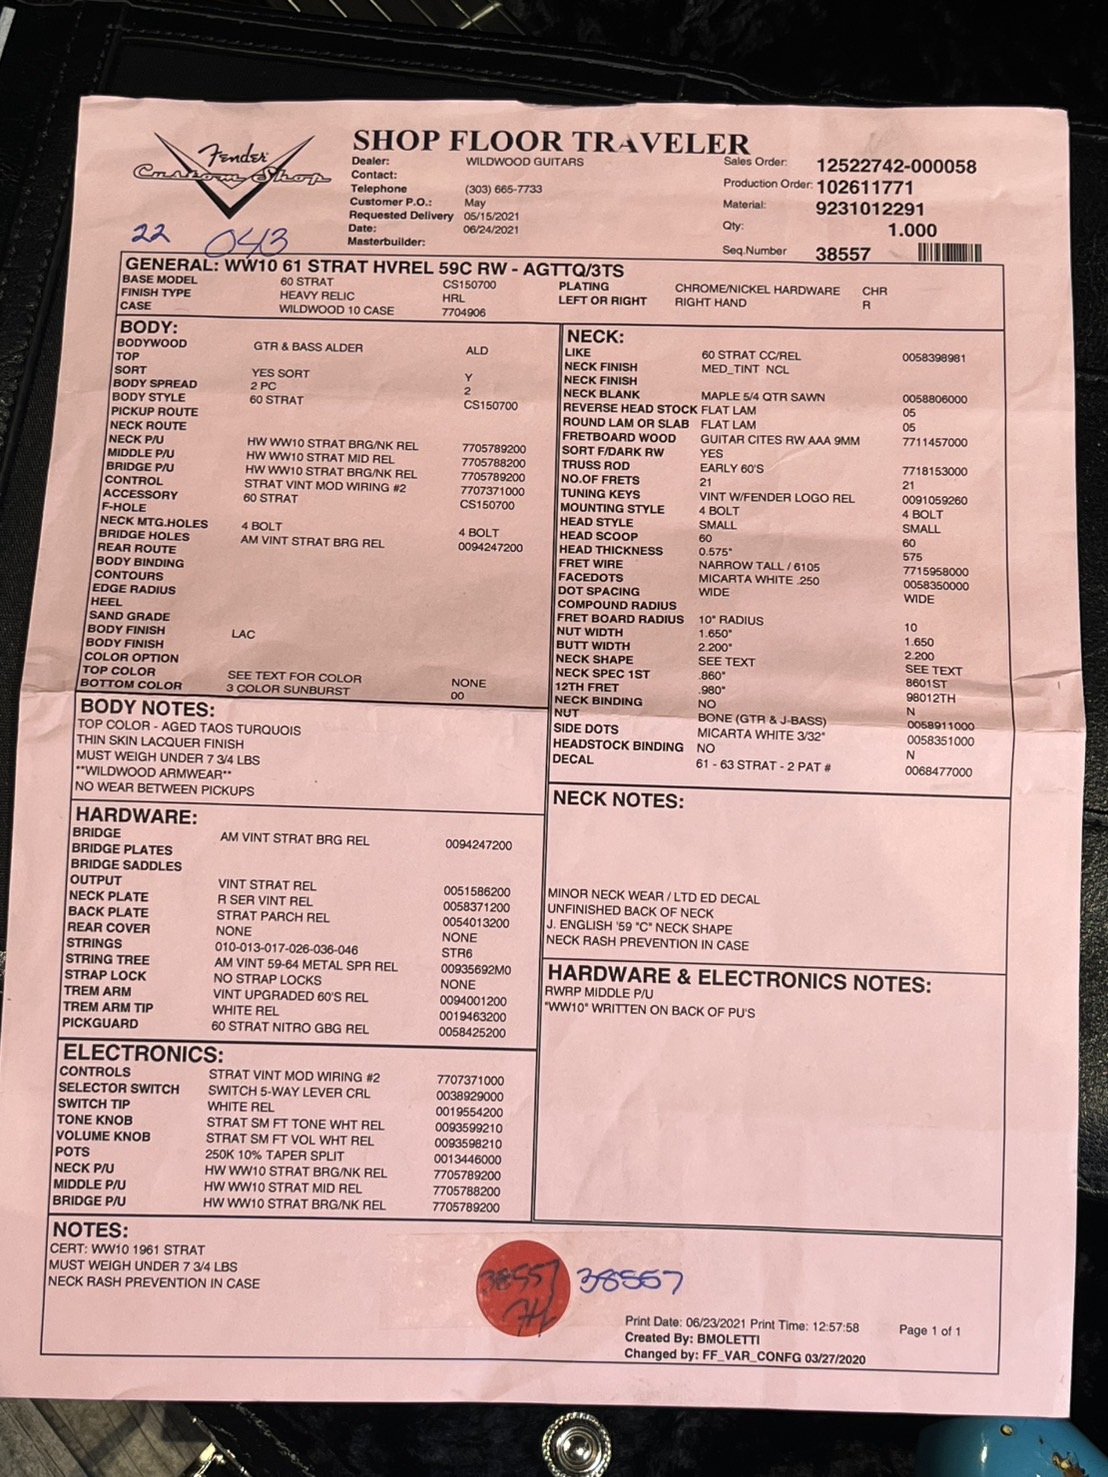 Fender
Custom Shop
SHOP FLOOR TRAVELER
Dealer: WILDWOOD GUITARS
Contact:
Telephone (303) 665-7733
Customer P.O.: May
Requested Delivery 05/15/2021
Date: 06/24/2021
Masterbuilder:
Sales Order: 12522742-000058
Production Order: 102611771
Material: 9231012291
Qty: 1.000
Seq.Number 38557
22 043
GENERAL: WW10 61 STRAT HVREL 59C RW - AGTTQ/3TS
BASE MODEL 60 STRAT CS150700 PLATING CHROME/NICKEL HARDWARE CHR
FINISH TYPE HEAVY RELIC HRL LEFT OR RIGHT RIGHT HAND R
CASE WILDWOOD 10 CASE 7704906
BODY:
BODYWOOD GTR & BASS ALDER ALD
TOP
SORT YES SORT Y
BODY SPREAD 2 PC 2
BODY STYLE 60 STRAT CS150700
PICKUP ROUTE
NECK ROUTE
NECK P/U HW WW10 STRAT BRG/NK REL 7705789200
MIDDLE P/U HW WW10 STRAT MID REL 7705788200
BRIDGE P/U HW WW10 STRAT BRG/NK REL 7705789200
CONTROL STRAT VINT MOD WIRING #2 7707371000
ACCESSORY 60 STRAT CS150700
F-HOLE
NECK MTG.HOLES 4 BOLT 4 BOLT
BRIDGE HOLES AM VINT STRAT BRG REL 0094247200
REAR ROUTE
BODY BINDING
CONTOURS
EDGE RADIUS
HEEL
SAND GRADE
BODY FINISH LAC
BODY FINISH
COLOR OPTION
TOP COLOR SEE TEXT FOR COLOR NONE
BOTTOM COLOR 3 COLOR SUNBURST 00
BODY NOTES:
TOP COLOR - AGED TAOS TURQUOIS
THIN SKIN LACQUER FINISH
MUST WEIGH UNDER 7 3/4 LBS
**WILDWOOD ARMWEAR**
NO WEAR BETWEEN PICKUPS
HARDWARE:
BRIDGE AM VINT STRAT BRG REL 0094247200
BRIDGE PLATES
BRIDGE SADDLES
OUTPUT VINT STRAT REL 0051586200
NECK PLATE R SER VINT REL 0058371200
BACK PLATE STRAT PARCH REL 0054013200
REAR COVER NONE NONE
STRINGS 010-013-017-026-036-046 STR6
STRING TREE AM VINT 59-64 METAL SPR REL 00935692M0
STRAP LOCK NO STRAP LOCKS NONE
TREM ARM VINT UPGRADED 60'S REL 0094001200
TREM ARM TIP WHITE REL 0019463200
PICKGUARD 60 STRAT NITRO GBG REL 0058425200
ELECTRONICS:
CONTROLS STRAT VINT MOD WIRING #2 7707371000
SELECTOR SWITCH SWITCH 5-WAY LEVER CRL 0038929000
SWITCH TIP WHITE REL 0019554200
TONE KNOB STRAT SM FT TONE WHT REL 0093599210
VOLUME KNOB STRAT SM FT VOL WHT REL 0093598210
POTS 250K 10% TAPER SPLIT 0013446000
NECK P/U HW WW10 STRAT BRG/NK REL 7705789200
MIDDLE P/U HW WW10 STRAT MID REL 7705788200
BRIDGE P/U HW WW10 STRAT BRG/NK REL 7705789200
NECK:
LIKE 60 STRAT CC/REL 0058398981
NECK FINISH MED_TINT NCL
NECK FINISH
NECK BLANK MAPLE 5/4 QTR SAWN 0058806000
REVERSE HEAD STOCK FLAT LAM 05
ROUND LAM OR SLAB FLAT LAM 05
FRETBOARD WOOD GUITAR CITES RW AAA 9MM 7711457000
SORT F/DARK RW YES
TRUSS ROD EARLY 60'S 7718153000
NO.OF FRETS 21 21
TUNING KEYS VINT W/FENDER LOGO REL 0091059260
MOUNTING STYLE 4 BOLT 4 BOLT
HEAD STYLE SMALL SMALL
HEAD SCOOP 60 60
HEAD THICKNESS 0.575" 575
FRET WIRE NARROW TALL / 6105 7715958000
FACEDOTS MICARTA WHITE .250 0058350000
DOT SPACING WIDE WIDE
COMPOUND RADIUS
FRET BOARD RADIUS 10" RADIUS 10
NUT WIDTH 1.650" 1.650
BUTT WIDTH 2.200" 2.200
NECK SHAPE SEE TEXT SEE TEXT
NECK SPEC 1ST .860" 8601ST
12TH FRET .980" 98012TH
NECK BINDING NO N
NUT BONE (GTR & J-BASS) 0058911000
SIDE DOTS MICARTA WHITE 3/32" 0058351000
HEADSTOCK BINDING NO N
DECAL 61 - 63 STRAT - 2 PAT # 0068477000
NECK NOTES:
MINOR NECK WEAR / LTD ED DECAL
UNFINISHED BACK OF NECK
J. ENGLISH '59 "C" NECK SHAPE
NECK RASH PREVENTION IN CASE
HARDWARE & ELECTRONICS NOTES:
RWRP MIDDLE P/U
"WW10" WRITTEN ON BACK OF PU'S
NOTES:
CERT: WW10 1961 STRAT
MUST WEIGH UNDER 7 3/4 LBS
NECK RASH PREVENTION IN CASE
38557 38557
Print Date: 06/23/2021 Print Time: 12:57:58 Page 1 of 1
Created By: BMOLETTI
Changed by: FF_VAR_CONFG 03/27/2020